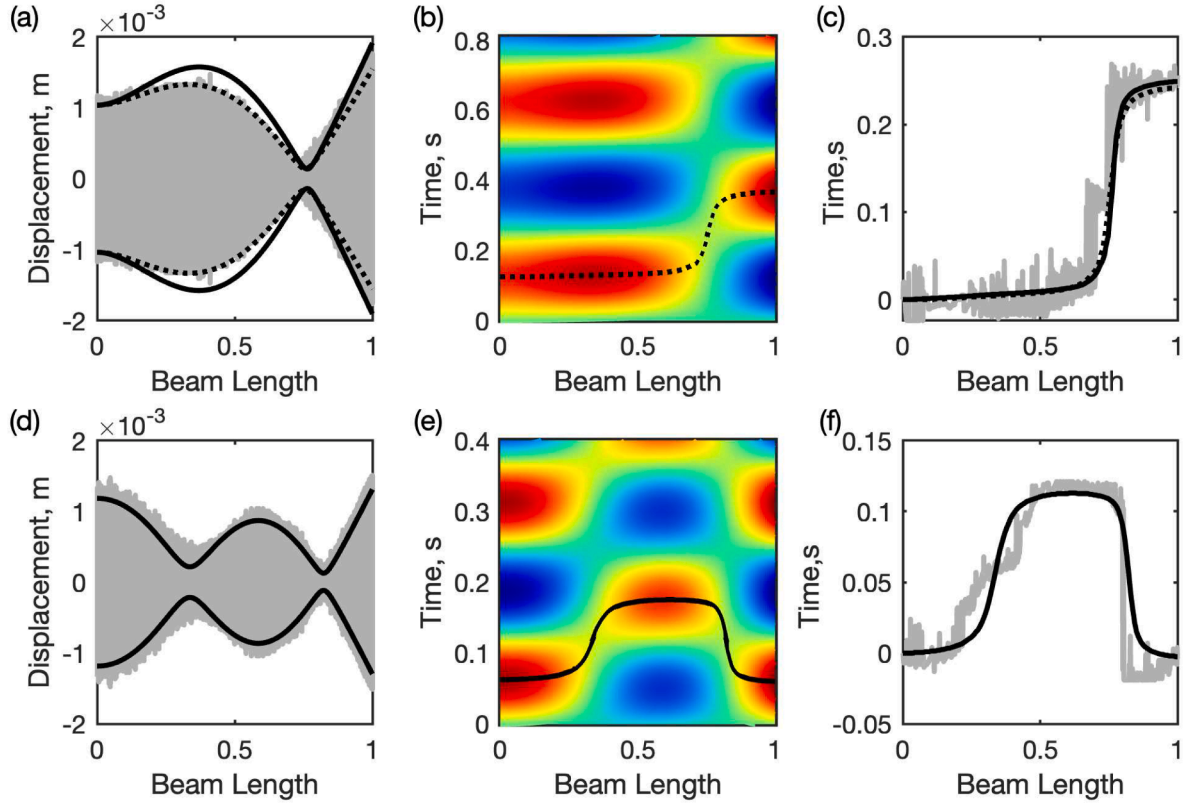 (a)
×10⁻³
2
1
0
-1
-2
Displacement, m
0
0.5
1
Beam Length
(b)
0.8
0.6
0.4
0.2
0
Time, s
0
0.5
1
Beam Length
(c)
0.3
0.2
0.1
0
Time,s
0
0.5
1
Beam Length
(d)
×10⁻³
2
1
0
-1
-2
Displacement, m
0
0.5
1
Beam Length
(e)
0.4
0.3
0.2
0.1
0
Time, s
0
0.5
1
Beam Length
(f)
0.15
0.1
0.05
0
-0.05
Time,s
0
0.5
1
Beam Length